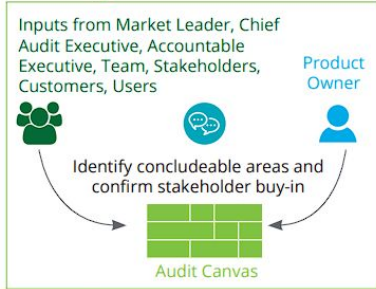 Inputs from Market Leader, Chief
Audit Executive, Accountable
Executive, Team, Stakeholders,
Customers, Users
Product
Owner
Identify concludeable areas and
confirm stakeholder buy-in
Audit Canvas